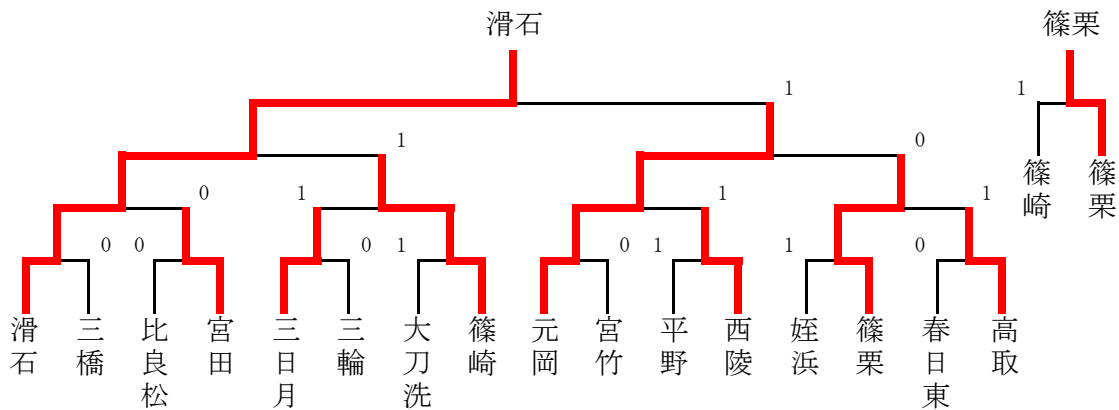 滑石
篠栗
1
1
1
0
篠崎
篠栗
0
1
1
1
0
0
0
1
0
1
1
0
滑石
三橋
比良松
宮田
三日月
三輪
大刀洗
篠崎
元岡
宮竹
平野
西陵
姪浜
篠栗
春日東
高取